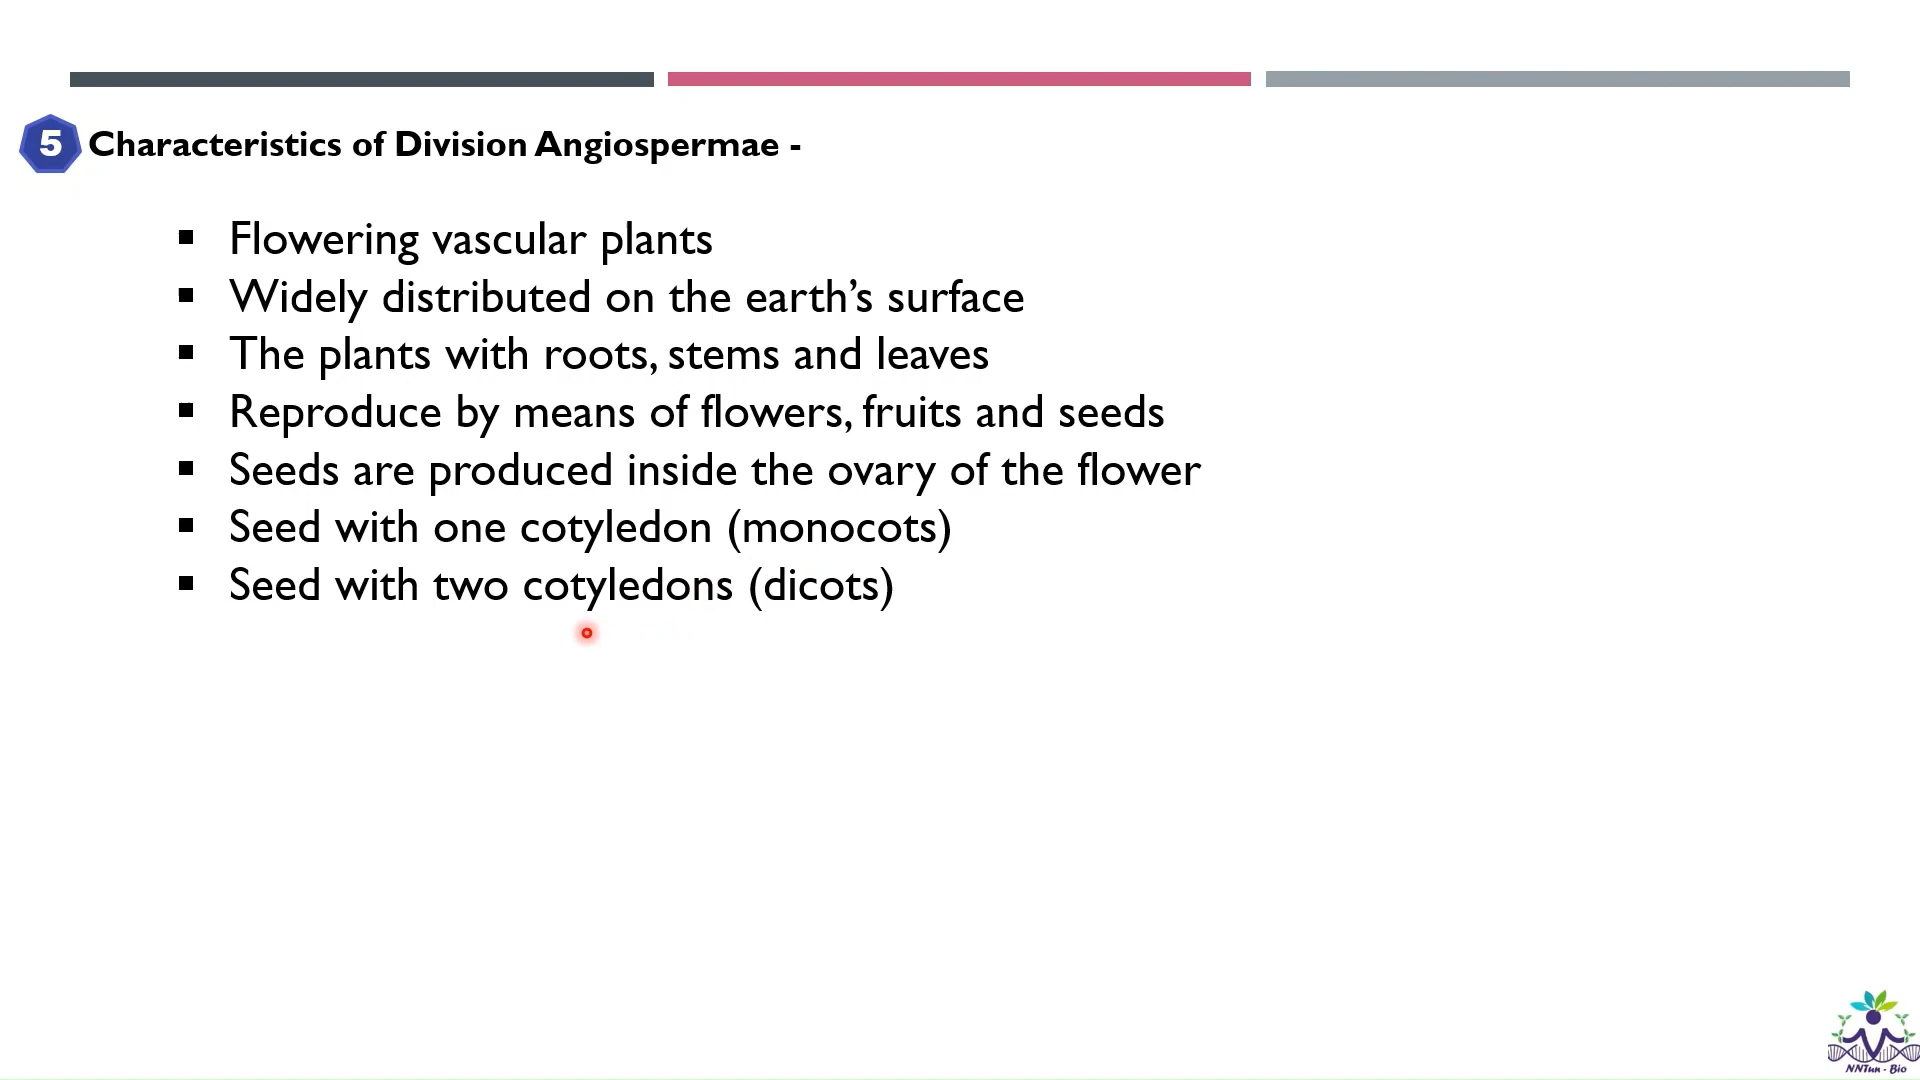 5 Characteristics of Division Angiospermae -
▪ Flowering vascular plants
▪ Widely distributed on the earth’s surface
▪ The plants with roots, stems and leaves
▪ Reproduce by means of flowers, fruits and seeds
▪ Seeds are produced inside the ovary of the flower
▪ Seed with one cotyledon (monocots)
▪ Seed with two cotyledons (dicots)
NNTun - Bio